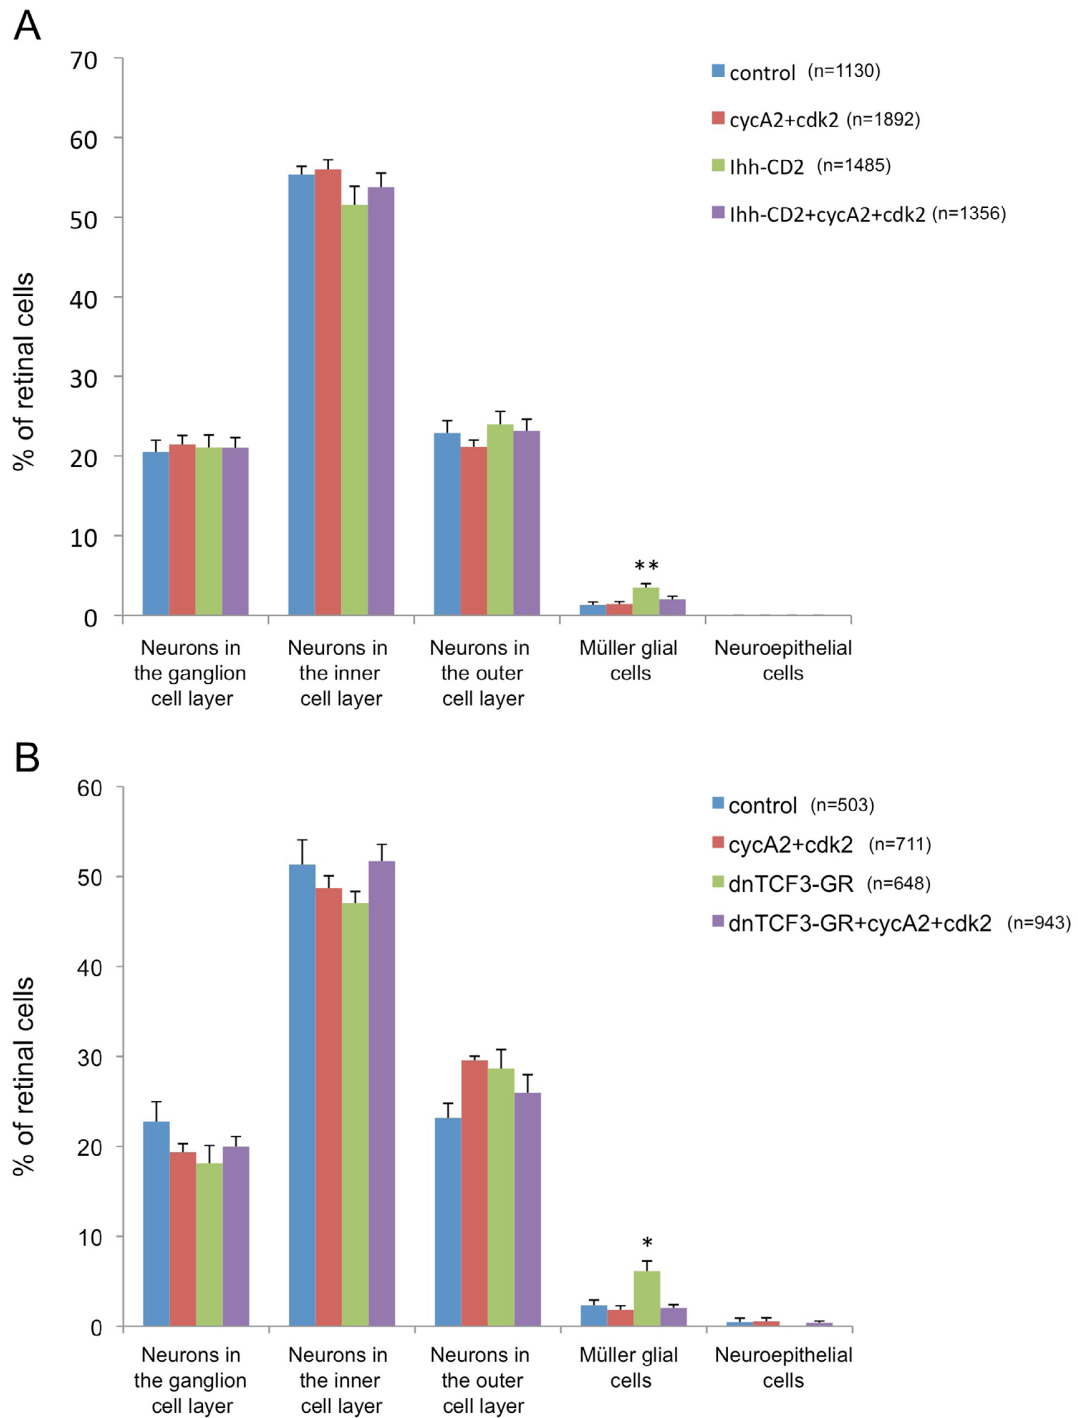 A
70
60
50
40
30
20
10
0
% of retinal cells
control (n=1130)
cycA2+cdk2 (n=1892)
Ihh-CD2 (n=1485)
Ihh-CD2+cycA2+cdk2 (n=1356)
**
Neurons in
the ganglion
cell layer
Neurons in
the inner
cell layer
Neurons in
the outer
cell layer
Müller glial
cells
Neuroepithelial
cells
B
60
50
40
30
20
10
0
% of retinal cells
control (n=503)
cycA2+cdk2 (n=711)
dnTCF3-GR (n=648)
dnTCF3-GR+cycA2+cdk2 (n=943)
*
Neurons in
the ganglion
cell layer
Neurons in
the inner
cell layer
Neurons in
the outer
cell layer
Müller glial
cells
Neuroepithelial
cells